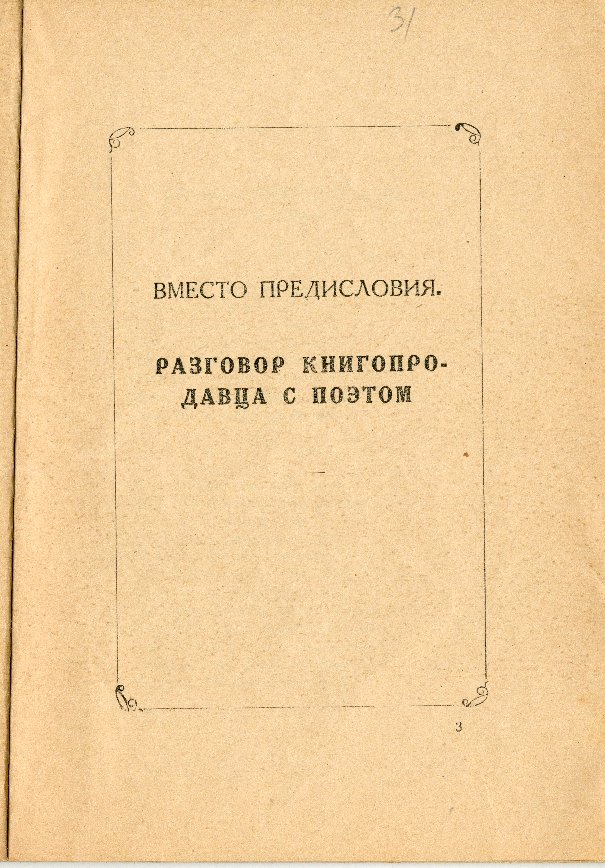 31
ВМЕСТО ПРЕДИСЛОВИЯ.
РАЗГОВОР КНИГОПРО-
ДАВЦА С ПОЭТОМ
3